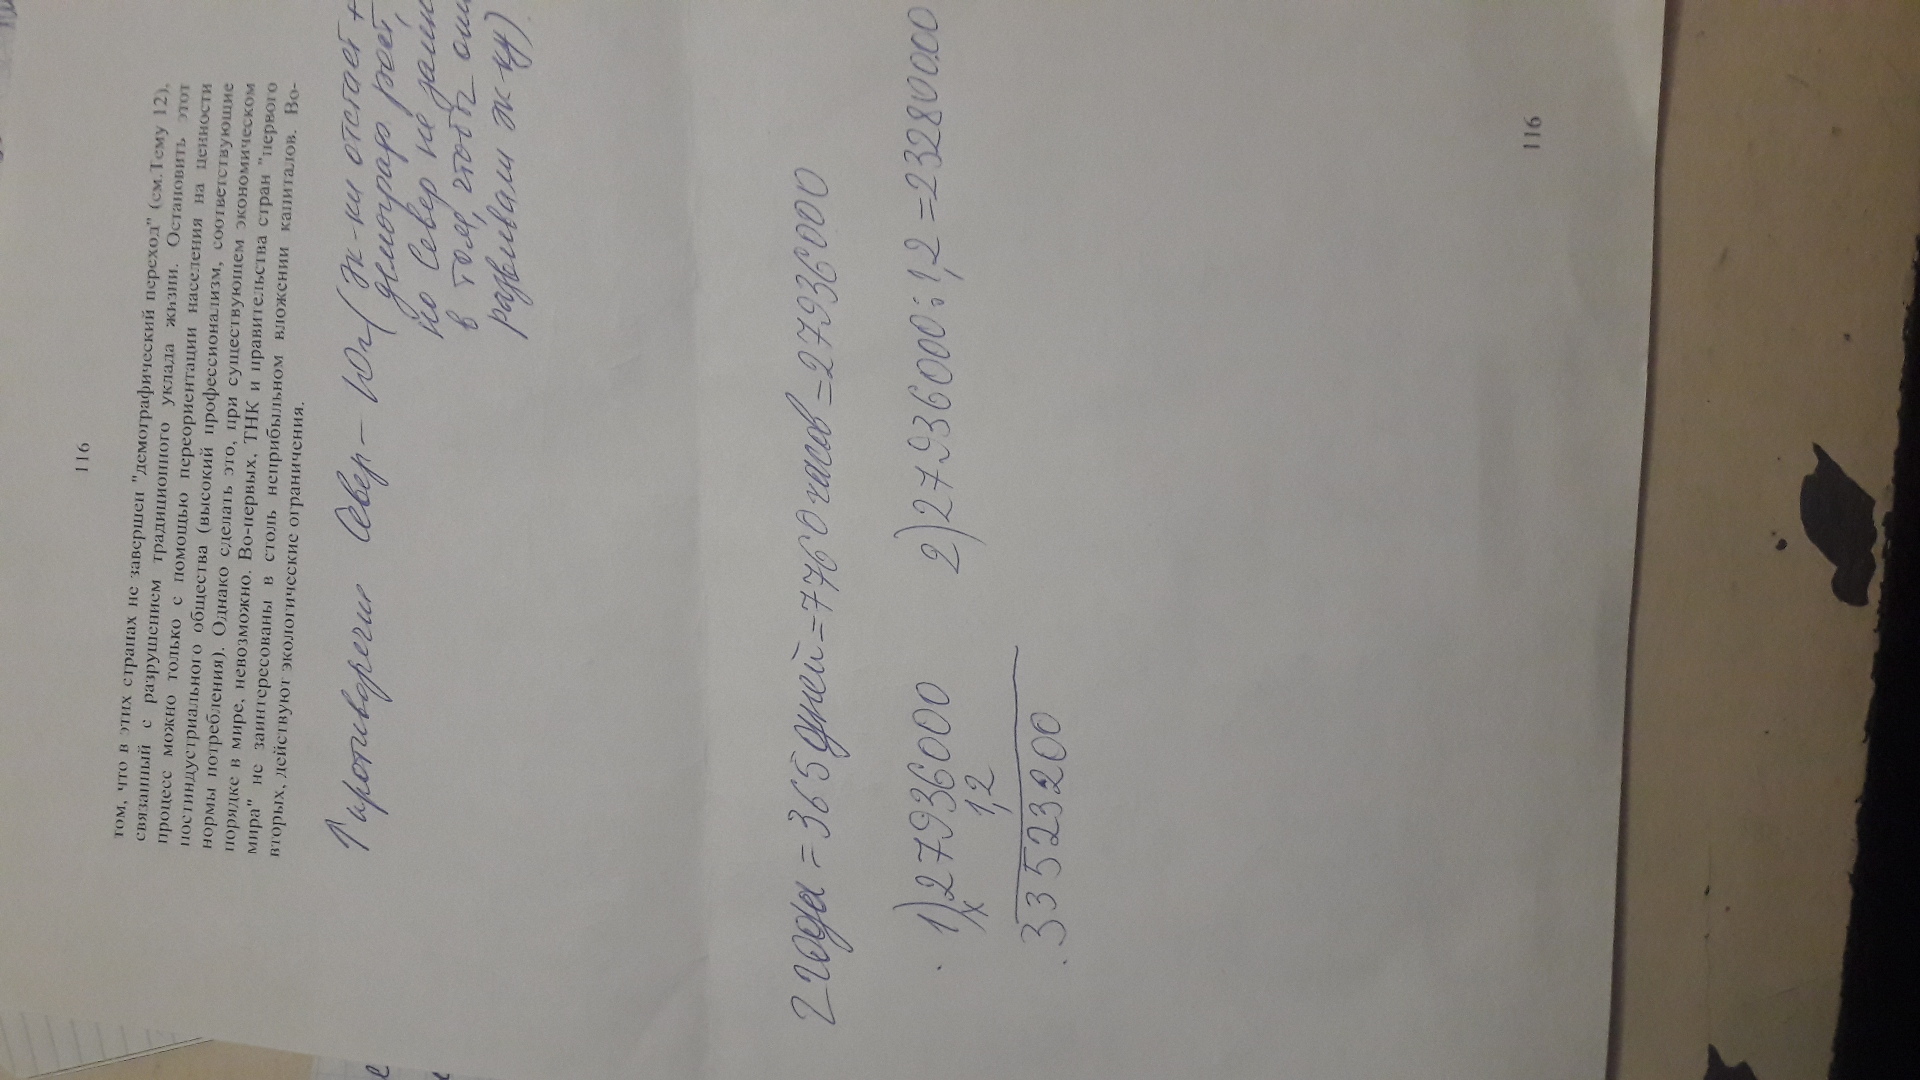 116
том, что в этих странах не завершен "демографический переход" (см.Тему 12),
связанный с разрушением традиционного уклада жизни. Остановить этот
процесс можно только с помощью переориентации населения на ценности
постиндустриального общества (высокий профессионализм, соответствующие
нормы потребления). Однако сделать это, при существующем экономическом
порядке в мире, невозможно. Во-первых, ТНК и правительства стран "первого
мира" не заинтересованы в столь неприбыльном вложении капиталов. Во-
вторых, действуют экологические ограничения.
Противоречие Север – Юг (эк-ки отстает +
демограф рост,
но Север не
в том, чтобы они
развивали эк-ку)
2 года = 365 дней = 7760 часов = 27936000
1) 27936000
x 1,2
33523200
2) 27936000 : 1,2 = 23280000
116